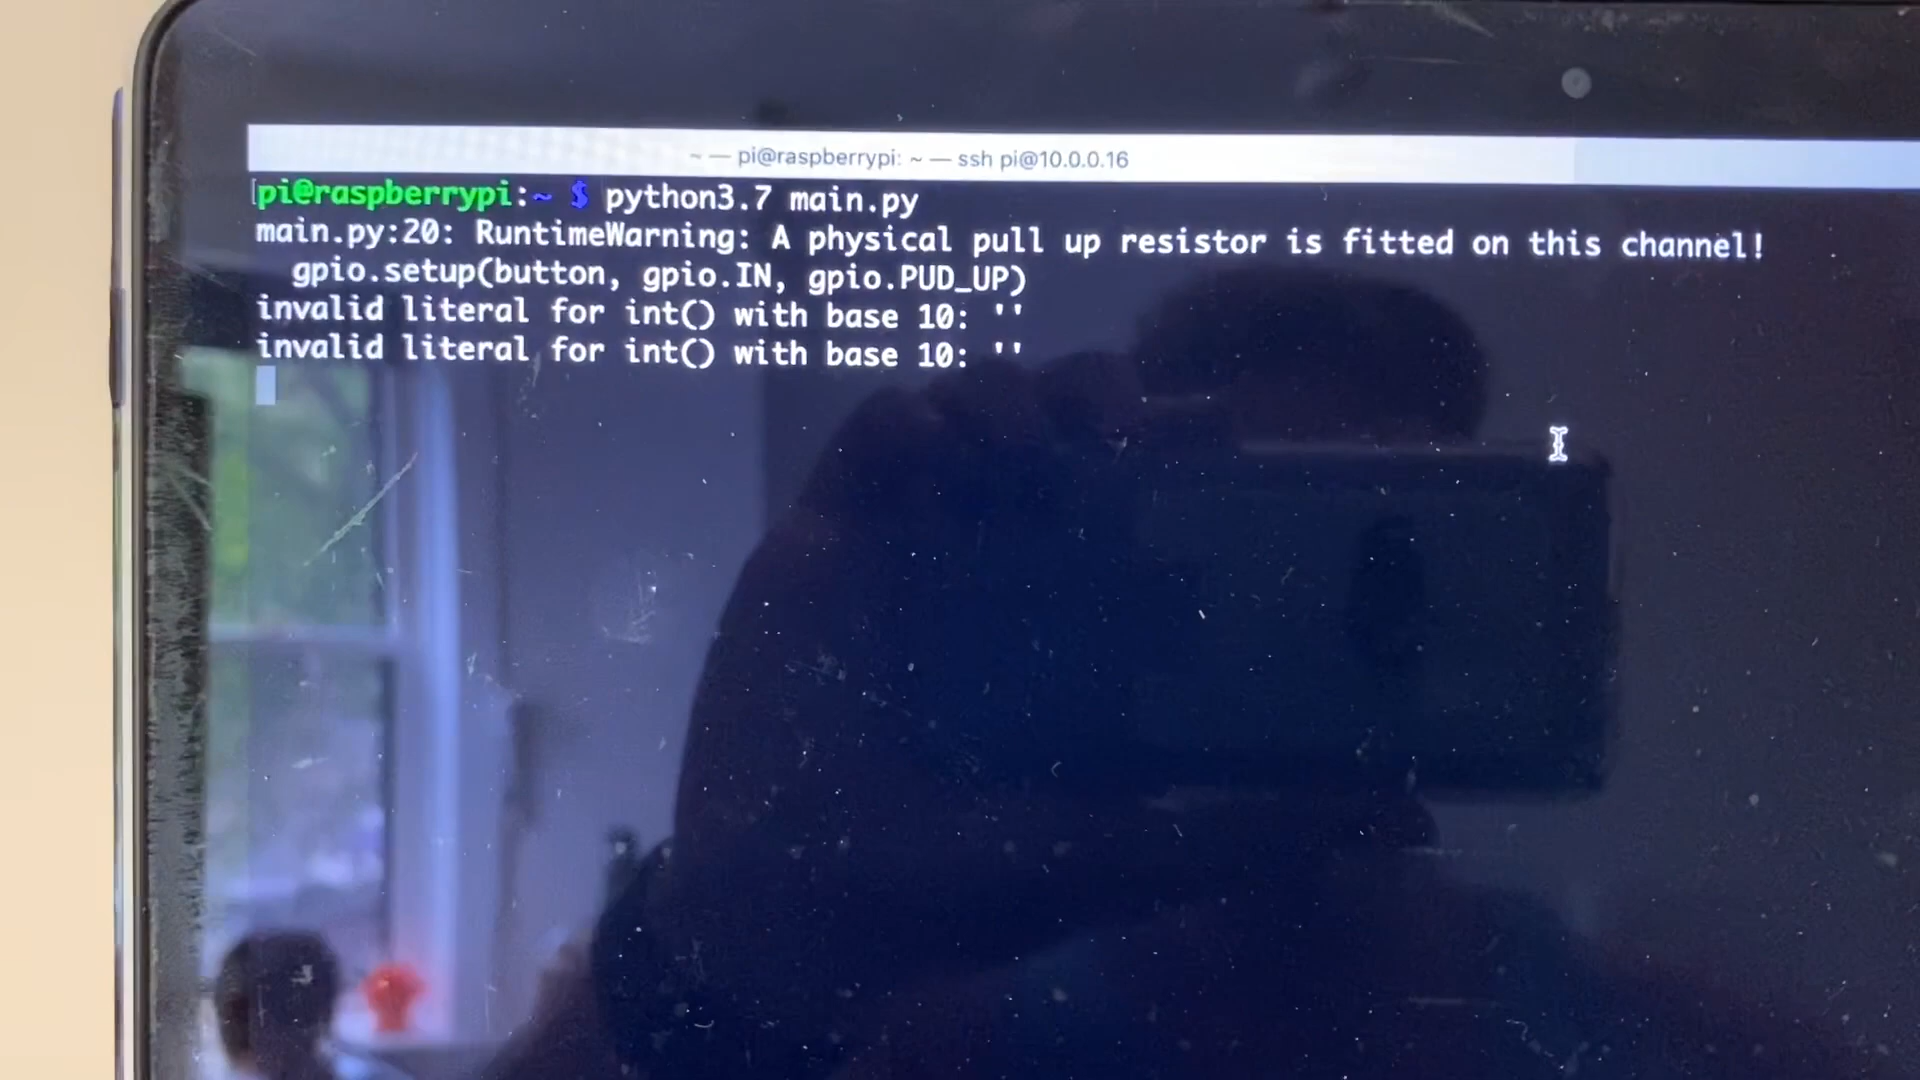 ~ — pi@raspberrypi: ~ — ssh pi@10.0.0.16
[pi@raspberrypi:~ $ python3.7 main.py
main.py:20: RuntimeWarning: A physical pull up resistor is fitted on this channel!
  gpio.setup(button, gpio.IN, gpio.PUD_UP)
invalid literal for int() with base 10: ''
invalid literal for int() with base 10: ''